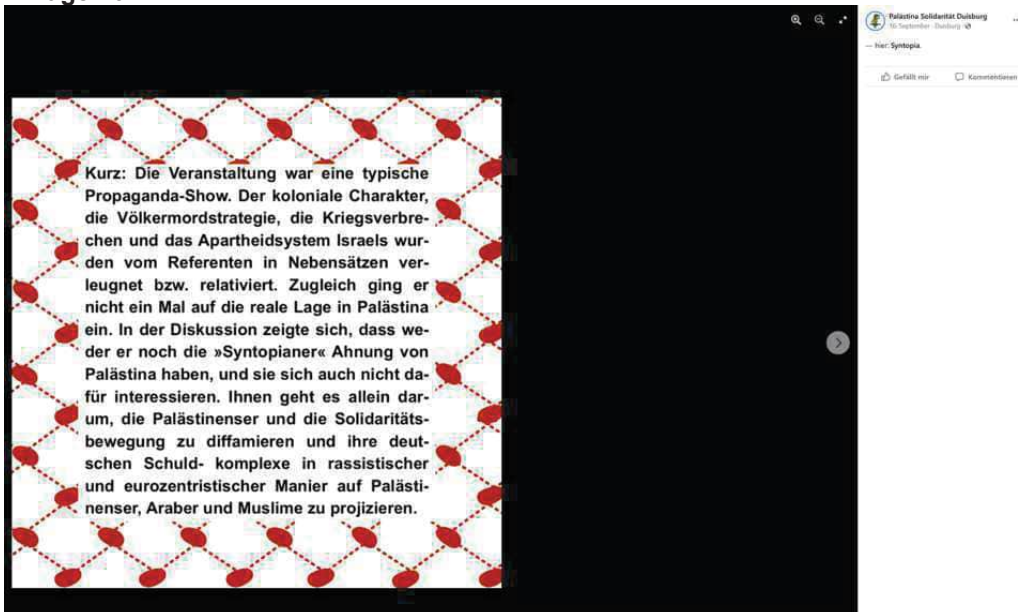 Palästina Solidarität Duisburg
16. September · Duisburg ·
— hier: Syntopia.
Gefällt mir Kommentieren
Kurz: Die Veranstaltung war eine typische
Propaganda-Show. Der koloniale Charakter,
die Völkermordstrategie, die Kriegsverbre-
chen und das Apartheidsystem Israels wur-
den vom Referenten in Nebensätzen ver-
leugnet bzw. relativiert. Zugleich ging er
nicht ein Mal auf die reale Lage in Palästina
ein. In der Diskussion zeigte sich, dass we-
der er noch die »Syntopianer« Ahnung von
Palästina haben, und sie sich auch nicht da-
für interessieren. Ihnen geht es allein dar-
um, die Palästinenser und die Solidaritäts-
bewegung zu diffamieren und ihre deut-
schen Schuld- komplexe in rassistischer
und eurozentristischer Manier auf Palästi-
nenser, Araber und Muslime zu projizieren.